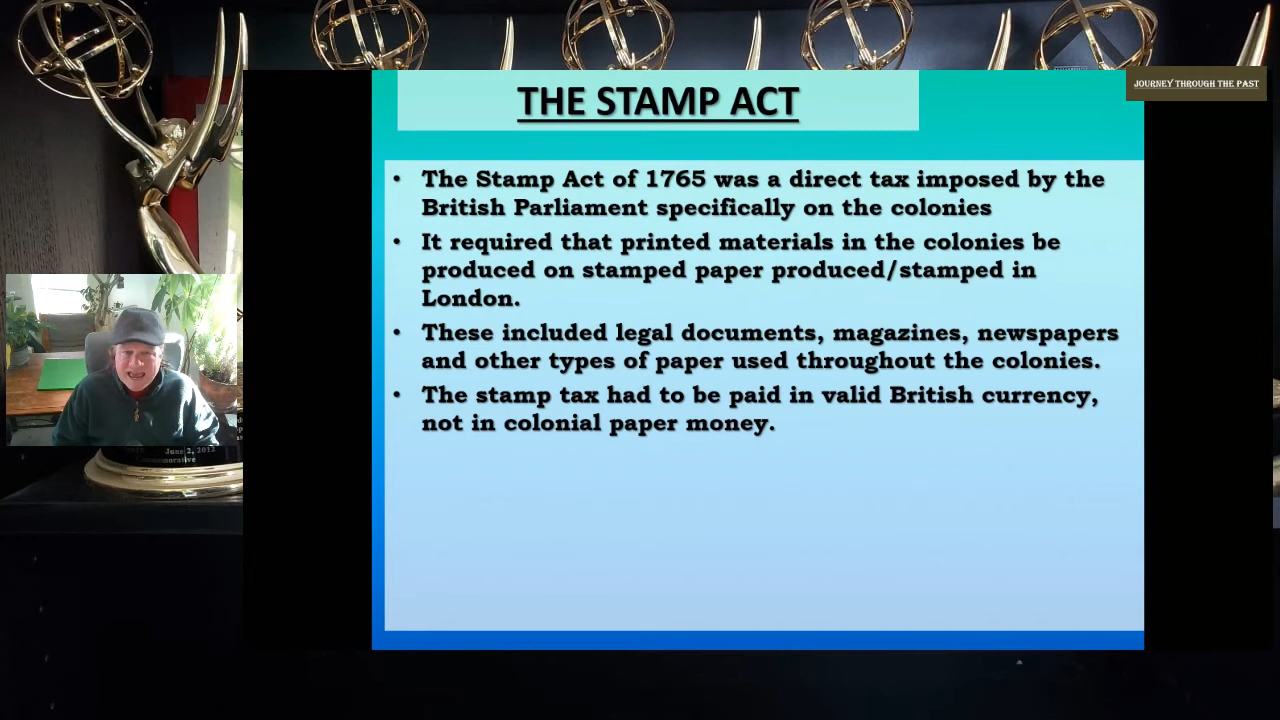 THE STAMP ACT
JOURNEY THROUGH THE PAST
• The Stamp Act of 1765 was a direct tax imposed by the
British Parliament specifically on the colonies
• It required that printed materials in the colonies be
produced on stamped paper produced/stamped in
London.
• These included legal documents, magazines, newspapers
and other types of paper used throughout the colonies.
• The stamp tax had to be paid in valid British currency,
not in colonial paper money.
June 2, 2012
Commemorative